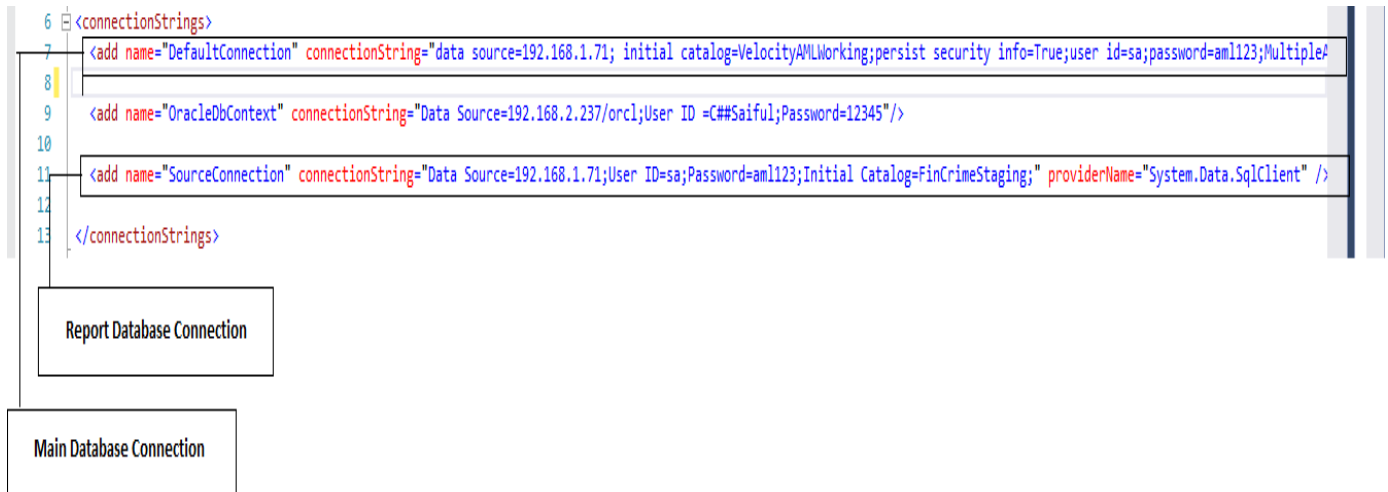 6 <connectionStrings>
7 <add name="DefaultConnection" connectionString="data source=192.168.1.71; initial catalog=VelocityAMLWorking;persist security info=True;user id=sa;password=aml123;MultipleA
8
9 <add name="OracleDbContext" connectionString="Data Source=192.168.2.237/orcl;User ID =C##Saiful;Password=12345"/>
10
11 <add name="SourceConnection" connectionString="Data Source=192.168.1.71;User ID=sa;Password=aml123;Initial Catalog=FinCrimeStaging;" providerName="System.Data.SqlClient" />
12
13 </connectionStrings>
Report Database Connection
Main Database Connection